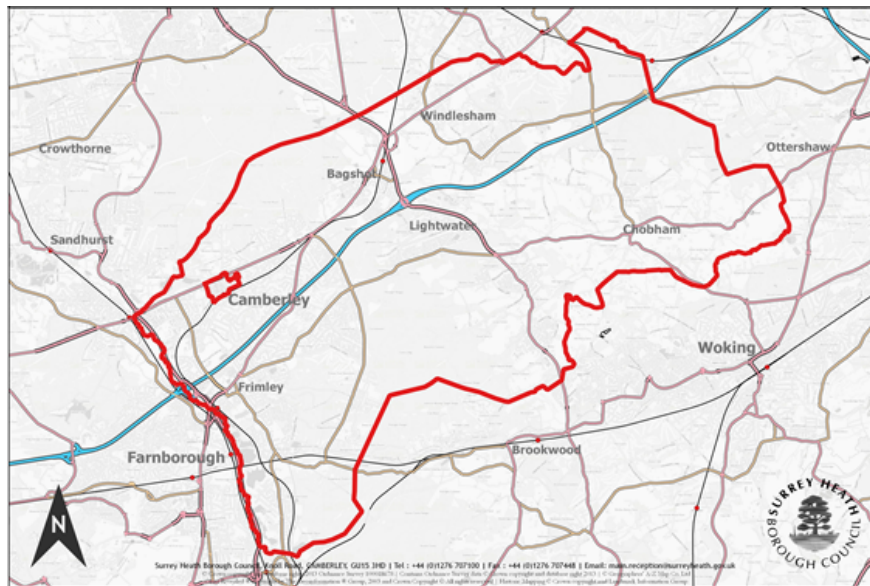 Windlesham
Crowthorne
Ottershaw
Bagshot
Lightwater
Chobham
Sandhurst
Camberley
Woking
Frimley
Farnborough
Brookwood
N
SURREY HEATH
BOROUGH COUNCIL
Surrey Heath Borough Council, Knoll Road, CAMBERLEY, GU15 3HD | Tel : +44 (0)1276 707100 | Fax : +44 (0)1276 707448 | Email: main.reception@surreyheath.gov.uk